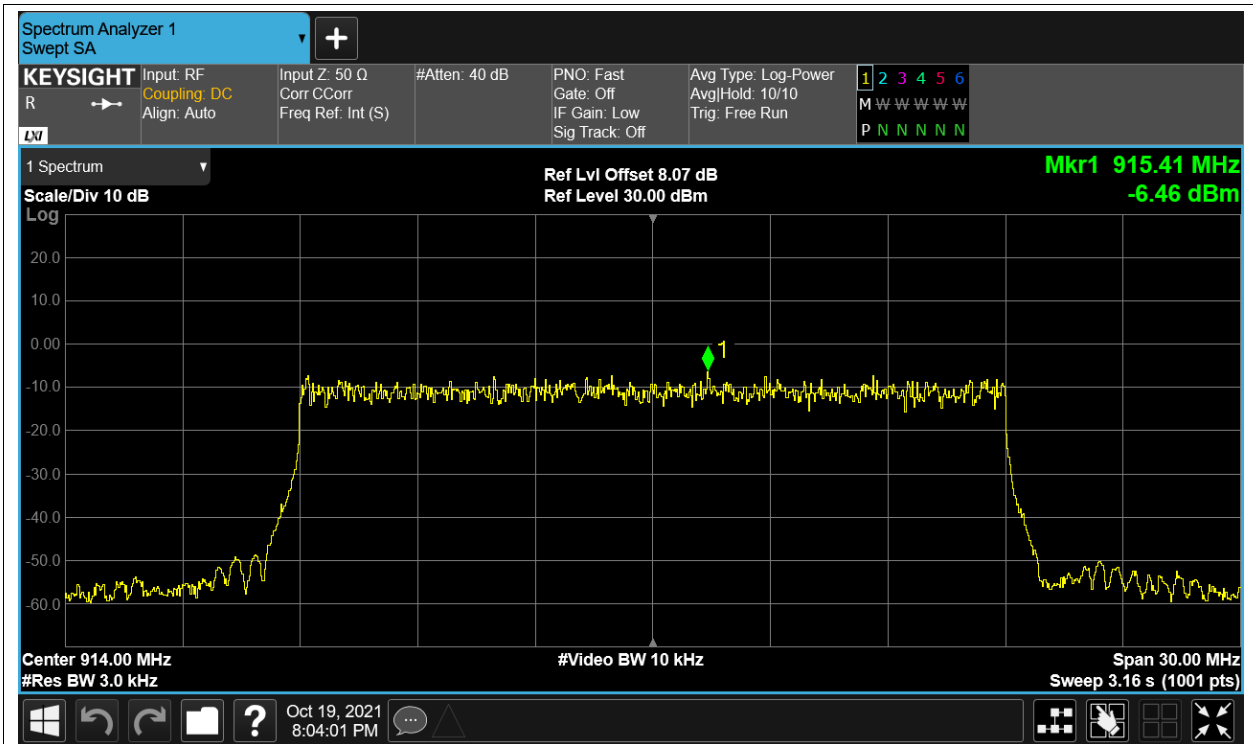 Spectrum Analyzer 1
Swept SA
KEYSIGHT
R
LXI
Input: RF
Coupling: DC
Align: Auto
Input Z: 50 Ω
Corr CCorr
Freq Ref: Int (S)
#Atten: 40 dB
PNO: Fast
Gate: Off
IF Gain: Low
Sig Track: Off
Avg Type: Log-Power
Avg|Hold: 10/10
Trig: Free Run
1 2 3 4 5 6
M W W W W W
P N N N N N
1 Spectrum
Scale/Div 10 dB
Log
Ref Lvl Offset 8.07 dB
Ref Level 30.00 dBm
Mkr1 915.41 MHz
-6.46 dBm
20.0
10.0
0.00
-10.0
-20.0
-30.0
-40.0
-50.0
-60.0
1
Center 914.00 MHz
#Res BW 3.0 kHz
#Video BW 10 kHz
Span 30.00 MHz
Sweep 3.16 s (1001 pts)
?
Oct 19, 2021
8:04:01 PM